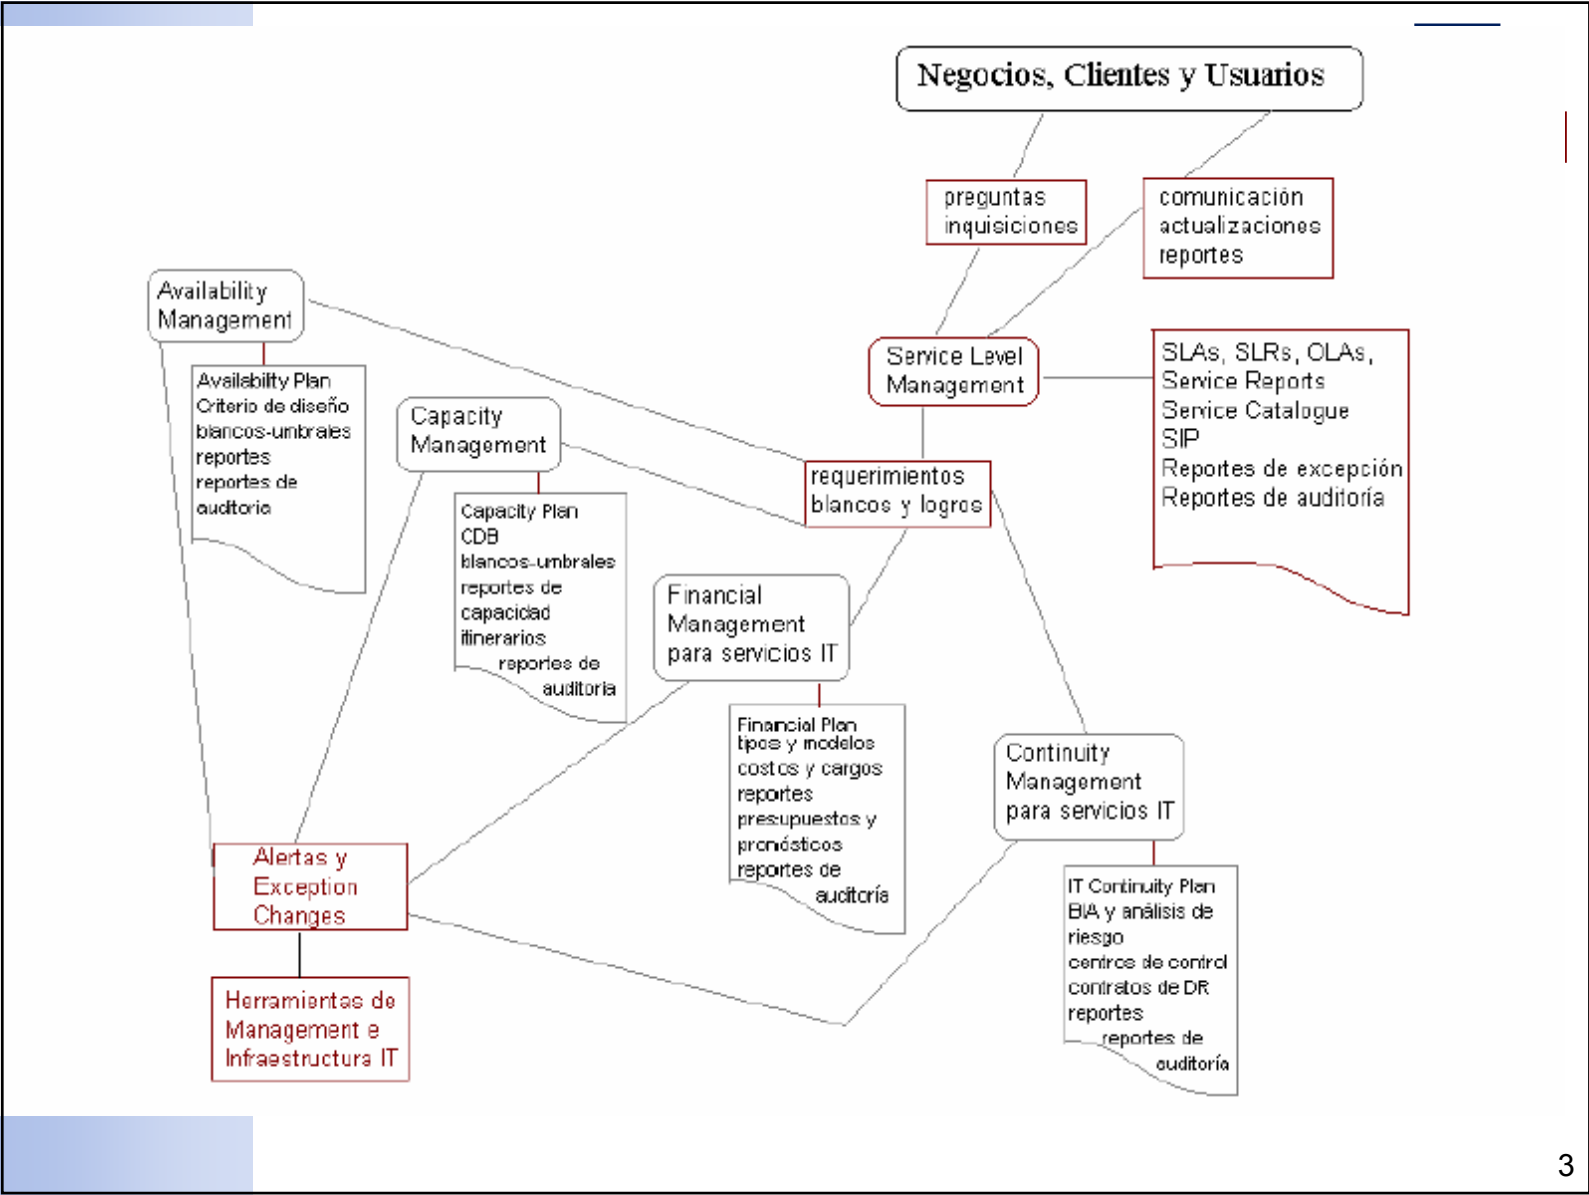 Negocios, Clientes y Usuarios
preguntas
inquisiciones
comunicación
actualizaciones
reportes
Availability
Management
Service Level
Management
SLAs, SLRs, OLAs,
Service Reports
Service Catalogue
SIP
Reportes de excepción
Reportes de auditoría
Availability Plan
Criterio de diseño
blancos-umbrales
reportes
reportes de
auditoria
Capacity
Management
requerimientos
blancos y logros
Capacity Plan
CDB
blancos-umbrales
reportes de
capacidad
itinerarios
reportes de
auditoria
Financial
Management
para servicios IT
Financial Plan
tipos y modelos
costos y cargos
reportes
presupuestos y
pronósticos
reportes de
auditoría
Continuity
Management
para servicios IT
Alertas y
Exception
Changes
IT Continuity Plan
BIA y análisis de
riesgo
centros de control
contratos de DR
reportes
reportes de
auditoría
Herramientas de
Management e
Infraestructura IT
3